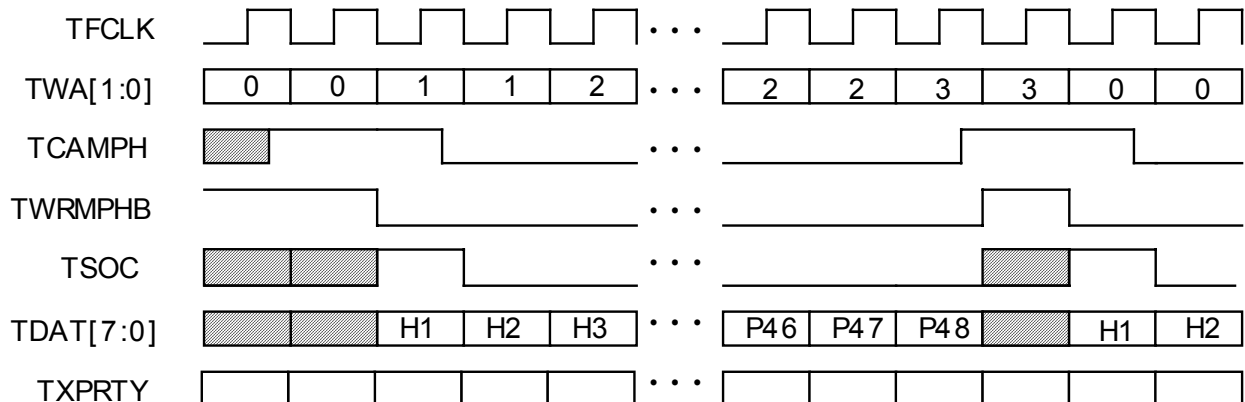 TFCLK • • •
TWA[1:0] 0 0 1 1 2 • • • 2 2 3 3 0 0
TCAMPH • • •
TWRMPHB • • •
TSOC • • •
TDAT[7:0] H1 H2 H3 • • • P46 P47 P48 H1 H2
TXPRTY • • •